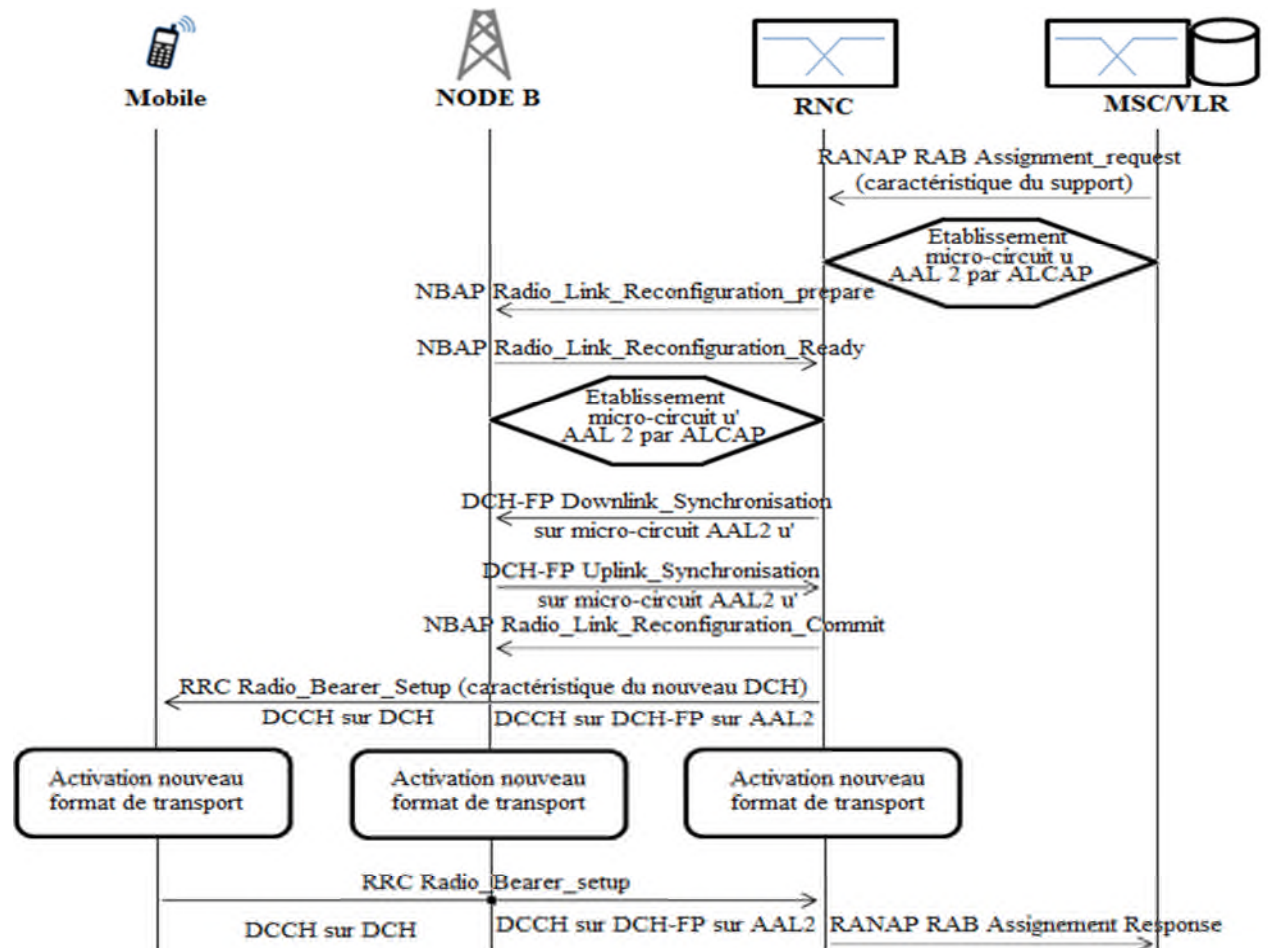 Mobile
NODE B
RNC
MSC/VLR
RANAP RAB Assignment_request
(caractéristique du support)
Etablissement
micro-circuit u
AAL 2 par ALCAP
NBAP Radio_Link_Reconfiguration_prepare
NBAP Radio_Link_Reconfiguration_Ready
Etablissement
micro-circuit u'
AAL 2 par ALCAP
DCH-FP Downlink_Synchronisation
sur micro-circuit AAL2 u'
DCH-FP Uplink_Synchronisation
sur micro-circuit AAL2 u'
NBAP Radio_Link_Reconfiguration_Commit
RRC Radio_Bearer_Setup (caractéristique du nouveau DCH)
DCCH sur DCH
DCCH sur DCH-FP sur AAL2
Activation nouveau
format de transport
Activation nouveau
format de transport
Activation nouveau
format de transport
RRC Radio_Bearer_setup
DCCH sur DCH
DCCH sur DCH-FP sur AAL2
RANAP RAB Assignement Response